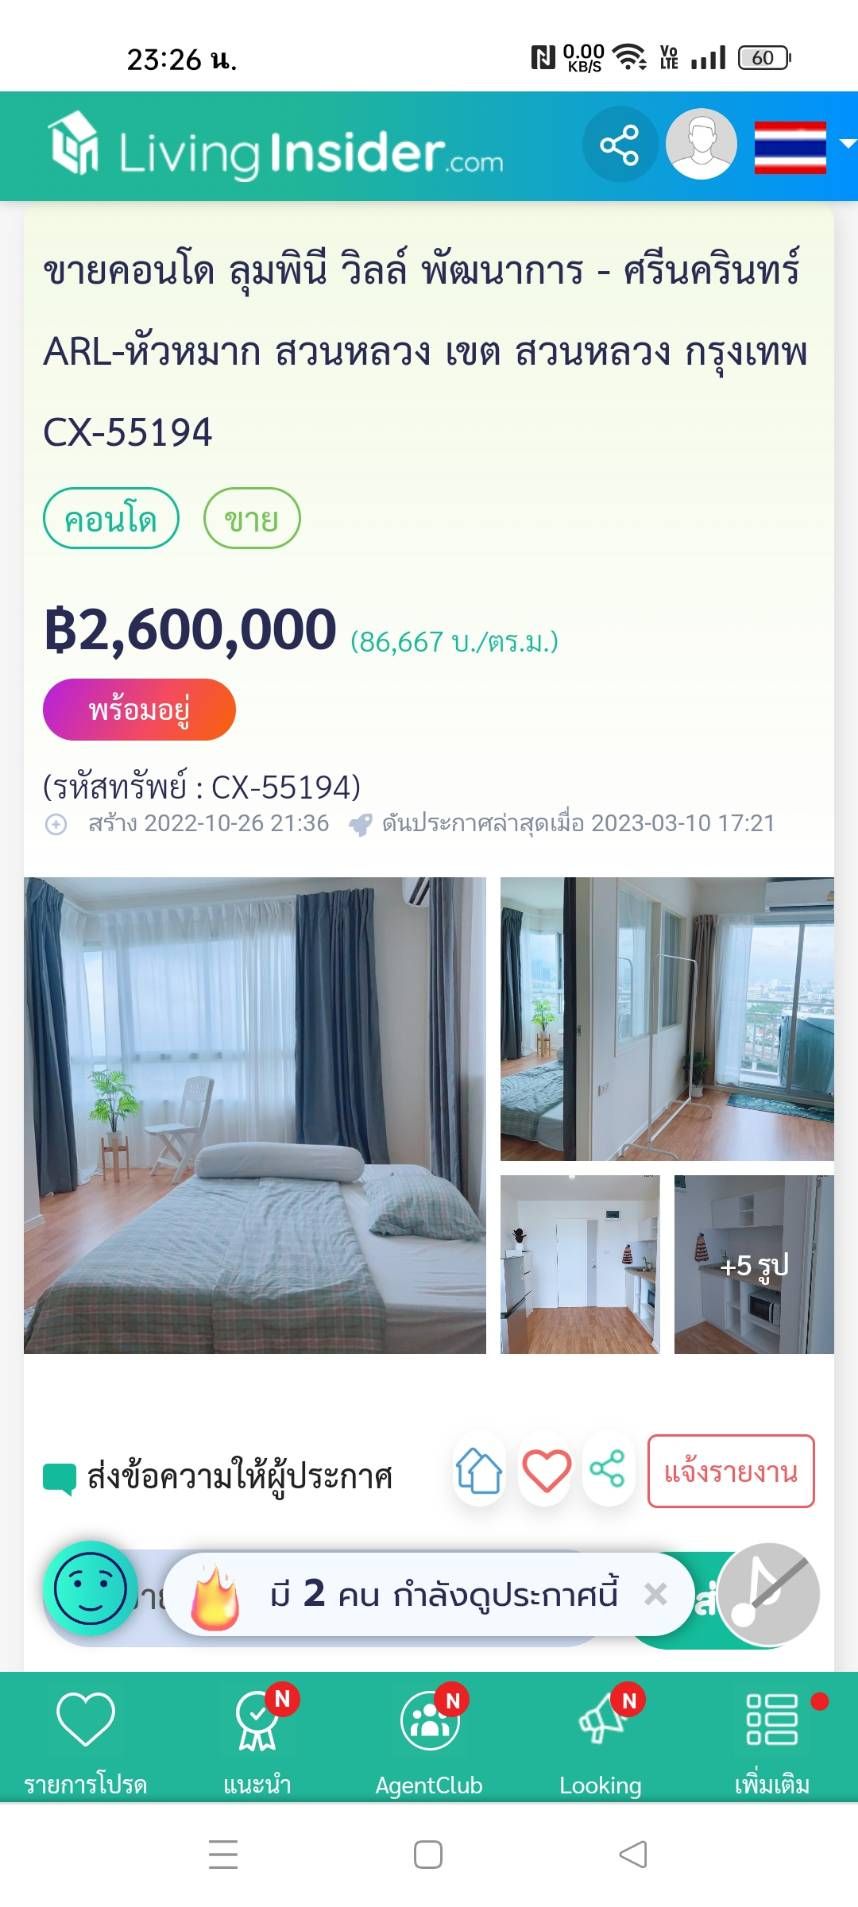 23:26 น.
0.00 KB/S
Vo LTE
60
LivingInsider.com
ขายคอนโด ลุมพินี วิลล์ พัฒนาการ - ศรีนครินทร์
ARL-หัวหมาก สวนหลวง เขต สวนหลวง กรุงเทพ
CX-55194
คอนโด ขาย
฿2,600,000 (86,667 บ./ตร.ม.)
พร้อมอยู่
(รหัสทรัพย์ : CX-55194)
สร้าง 2022-10-26 21:36 ดันประกาศล่าสุดเมื่อ 2023-03-10 17:21
+5 รูป
ส่งข้อความให้ผู้ประกาศ
แจ้งรายงาน
มี 2 คน กำลังดูประกาศนี้
N N N
รายการโปรด แนะนำ AgentClub Looking เพิ่มเติม